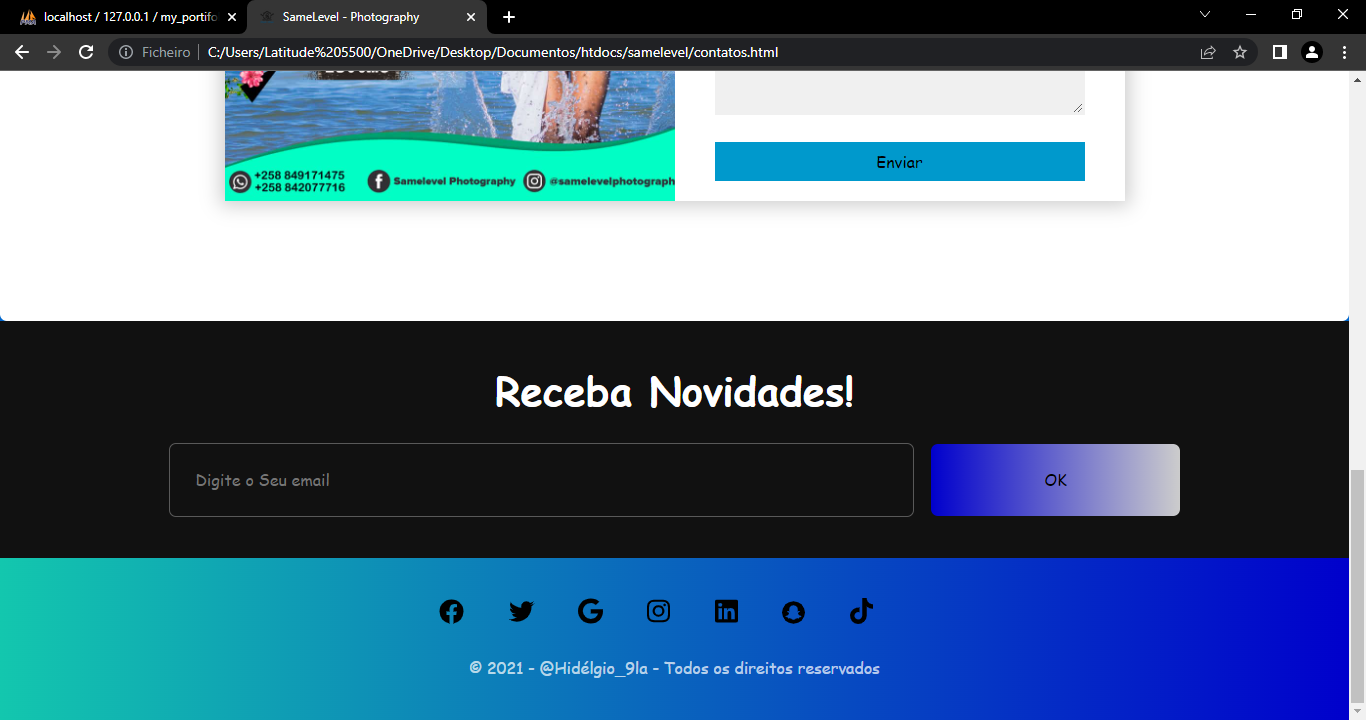 localhost / 127.0.0.1 / my_portifo
SameLevel - Photography
Ficheiro
C:/Users/Latitude%205500/OneDrive/Desktop/Documentos/htdocs/samelevel/contatos.html
+258 849171475
+258 842077716
Samelevel Photography
@samelevelphotograph
Enviar
Receba Novidades!
Digite o Seu email
OK
© 2021 - @Hidélgio_9la - Todos os direitos reservados